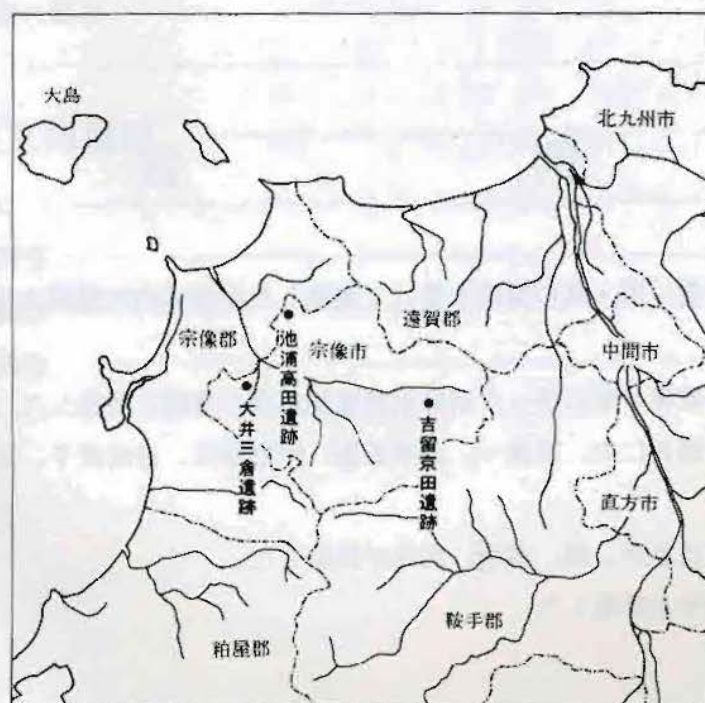 大島
北九州市
宗像郡
池浦高田遺跡
宗像市
遠賀郡
中間市
大井三倉遺跡
吉留京田遺跡
直方市
粕屋郡
鞍手郡